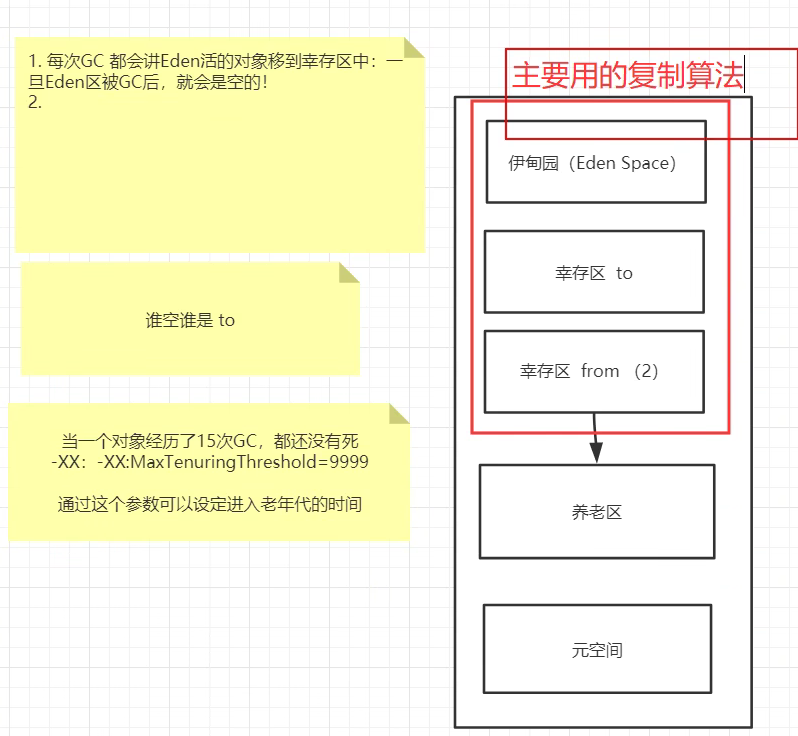 1. 每次GC 都会讲Eden活的对象移到幸存区中：一
旦Eden区被GC后，就会是空的！
2.
谁空谁是 to
当一个对象经历了15次GC，都还没有死
-XX：-XX:MaxTenuringThreshold=9999
通过这个参数可以设定进入老年代的时间
主要用的复制算法
伊甸园（Eden Space）
幸存区 to
幸存区 from （2）
养老区
元空间